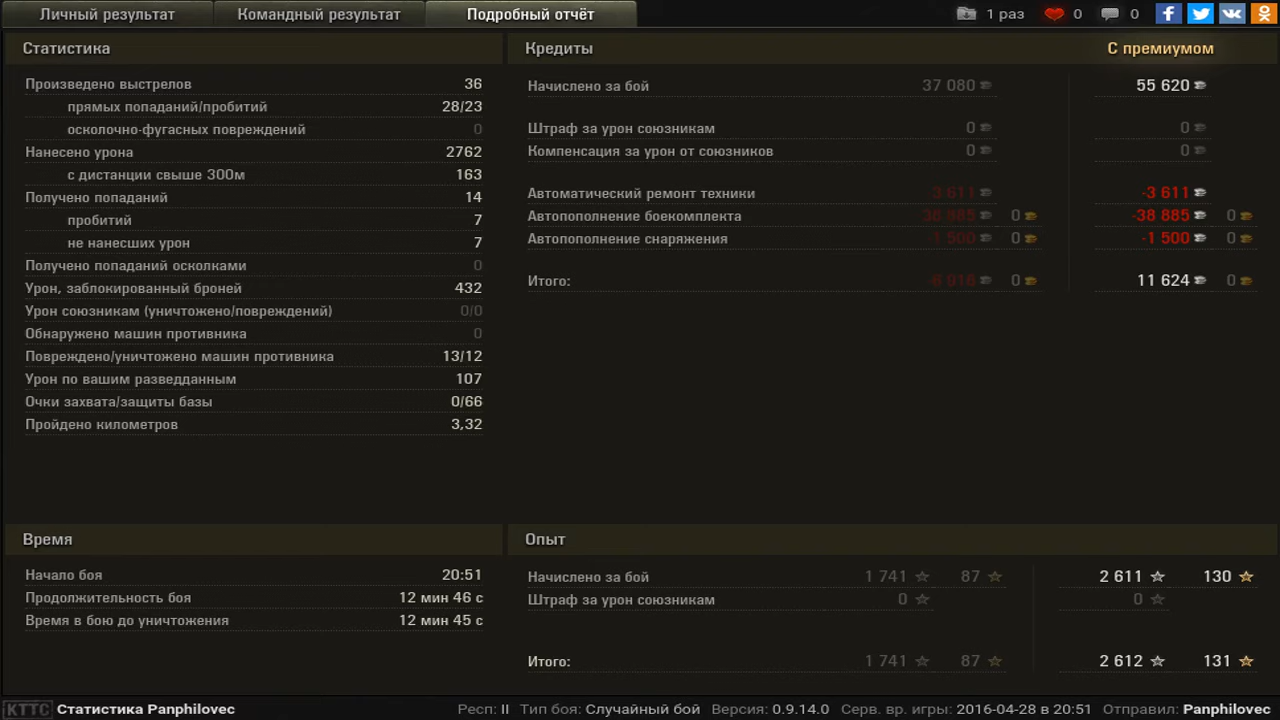 Личный результат Командный результат Подробный отчёт 1 раз 0 0
Статистика
Произведено выстрелов 36
прямых попаданий/пробитий 28/23
осколочно-фугасных повреждений 0
Нанесено урона 2762
с дистанции свыше 300м 163
Получено попаданий 14
пробитий 7
не нанесших урон 7
Получено попаданий осколками 0
Урон, заблокированный броней 432
Урон союзникам (уничтожено/повреждений) 0/0
Обнаружено машин противника 0
Повреждено/уничтожено машин противника 13/12
Урон по вашим разведданным 107
Очки захвата/защиты базы 0/66
Пройдено километров 3,32
Кредиты С премиумом
Начислено за бой 37 080 55 620
Штраф за урон союзникам 0 0
Компенсация за урон от союзников 0 0
Автоматический ремонт техники -3 611 -3 611
Автопополнение боекомплекта -38 885 0 -38 885 0
Автопополнение снаряжения -1 500 0 -1 500 0
Итого: -6 916 0 11 624 0
Время
Начало боя 20:51
Продолжительность боя 12 мин 46 с
Время в бою до уничтожения 12 мин 45 с
Опыт
Начислено за бой 1 741 87 2 611 130
Штраф за урон союзникам 0 0
Итого: 1 741 87 2 612 131
КТТС Статистика Panphilovec Респ: II Тип боя: Случайный бой Версия: 0.9.14.0 Серв. вр. игры: 2016-04-28 в 20:51 Отправил: Panphilovec